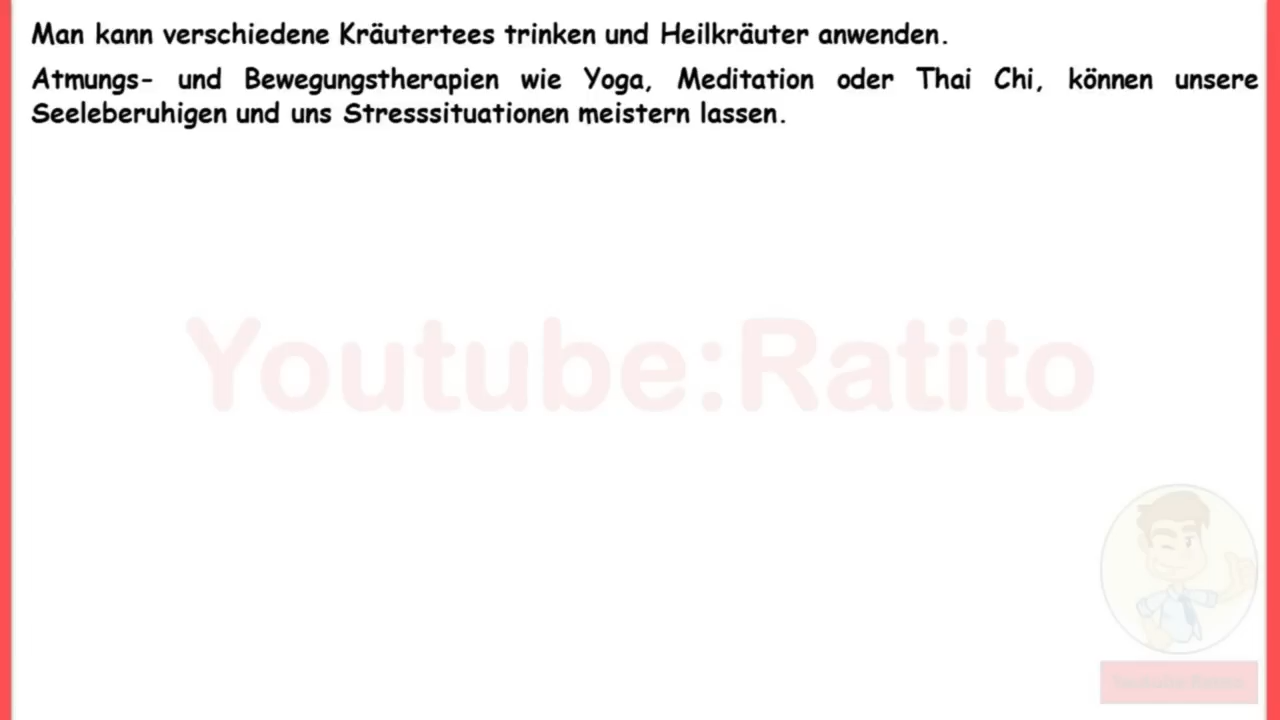 Man kann verschiedene Kräutertees trinken und Heilkräuter anwenden.
Atmungs- und Bewegungstherapien wie Yoga, Meditation oder Thai Chi, können unsere
Seeleberuhigen und uns Stresssituationen meistern lassen.
Youtube:Ratito